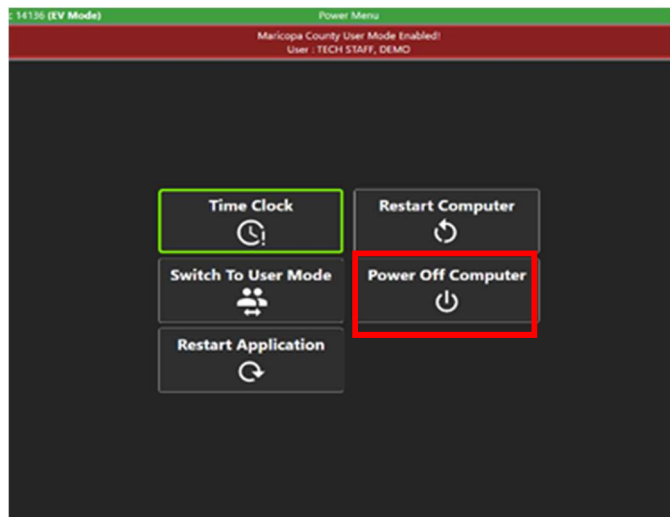 : 14136 (EV Mode) Power Menu
Maricopa County User Mode Enabled!
User : TECH STAFF, DEMO
Time Clock
Restart Computer
Switch To User Mode
Power Off Computer
Restart Application